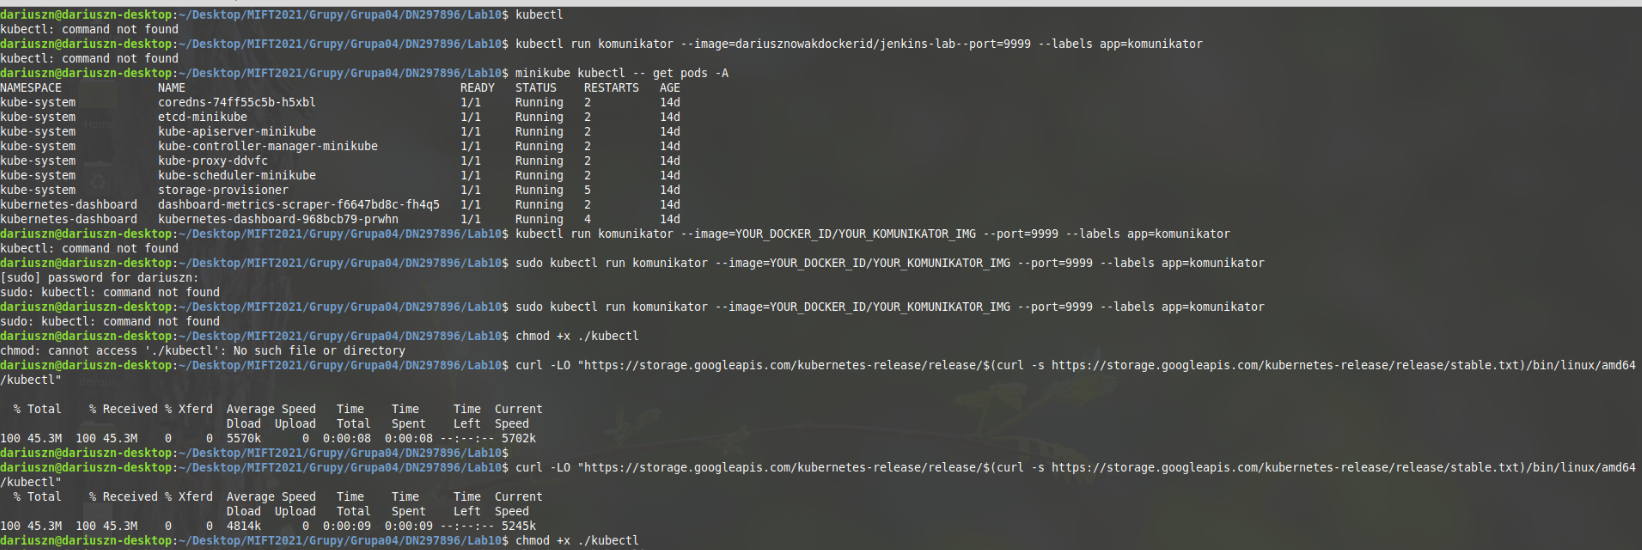 dariuszn@dariuszn-desktop:~/Desktop/MIFT2021/Grupy/Grupa04/DN297896/Lab10$ kubectl
kubectl: command not found
dariuszn@dariuszn-desktop:~/Desktop/MIFT2021/Grupy/Grupa04/DN297896/Lab10$ kubectl run komunikator --image=dariusznowakdockerid/jenkins-lab--port=9999 --labels app=komunikator
kubectl: command not found
dariuszn@dariuszn-desktop:~/Desktop/MIFT2021/Grupy/Grupa04/DN297896/Lab10$ minikube kubectl -- get pods -A
NAMESPACE            NAME                                        READY   STATUS    RESTARTS   AGE
kube-system          coredns-74ff55c5b-h5xbl                     1/1     Running   2          14d
kube-system          etcd-minikube                               1/1     Running   2          14d
kube-system          kube-apiserver-minikube                     1/1     Running   2          14d
kube-system          kube-controller-manager-minikube            1/1     Running   2          14d
kube-system          kube-proxy-ddvfc                            1/1     Running   2          14d
kube-system          kube-scheduler-minikube                     1/1     Running   2          14d
kube-system          storage-provisioner                         1/1     Running   5          14d
kubernetes-dashboard   dashboard-metrics-scraper-f6647bd8c-fh4q5   1/1     Running   2          14d
kubernetes-dashboard   kubernetes-dashboard-968bcb79-prwhn         1/1     Running   4          14d
dariuszn@dariuszn-desktop:~/Desktop/MIFT2021/Grupy/Grupa04/DN297896/Lab10$ kubectl run komunikator --image=YOUR_DOCKER_ID/YOUR_KOMUNIKATOR_IMG --port=9999 --labels app=komunikator
kubectl: command not found
dariuszn@dariuszn-desktop:~/Desktop/MIFT2021/Grupy/Grupa04/DN297896/Lab10$ sudo kubectl run komunikator --image=YOUR_DOCKER_ID/YOUR_KOMUNIKATOR_IMG --port=9999 --labels app=komunikator
[sudo] password for dariuszn:
sudo: kubectl: command not found
dariuszn@dariuszn-desktop:~/Desktop/MIFT2021/Grupy/Grupa04/DN297896/Lab10$ sudo kubectl run komunikator --image=YOUR_DOCKER_ID/YOUR_KOMUNIKATOR_IMG --port=9999 --labels app=komunikator
sudo: kubectl: command not found
dariuszn@dariuszn-desktop:~/Desktop/MIFT2021/Grupy/Grupa04/DN297896/Lab10$ chmod +x ./kubectl
chmod: cannot access './kubectl': No such file or directory
dariuszn@dariuszn-desktop:~/Desktop/MIFT2021/Grupy/Grupa04/DN297896/Lab10$ curl -LO "https://storage.googleapis.com/kubernetes-release/release/$(curl -s https://storage.googleapis.com/kubernetes-release/release/stable.txt)/bin/linux/amd64
/kubectl"
  % Total    % Received % Xferd  Average Speed   Time    Time     Time  Current
                                 Dload  Upload   Total   Spent    Left  Speed
100 45.3M  100 45.3M    0     0  5570k      0  0:00:08  0:00:08 --:--:-- 5702k
dariuszn@dariuszn-desktop:~/Desktop/MIFT2021/Grupy/Grupa04/DN297896/Lab10$
dariuszn@dariuszn-desktop:~/Desktop/MIFT2021/Grupy/Grupa04/DN297896/Lab10$ curl -LO "https://storage.googleapis.com/kubernetes-release/release/$(curl -s https://storage.googleapis.com/kubernetes-release/release/stable.txt)/bin/linux/amd64
/kubectl"
  % Total    % Received % Xferd  Average Speed   Time    Time     Time  Current
                                 Dload  Upload   Total   Spent    Left  Speed
100 45.3M  100 45.3M    0     0  4814k      0  0:00:09  0:00:09 --:--:-- 5245k
dariuszn@dariuszn-desktop:~/Desktop/MIFT2021/Grupy/Grupa04/DN297896/Lab10$ chmod +x ./kubectl